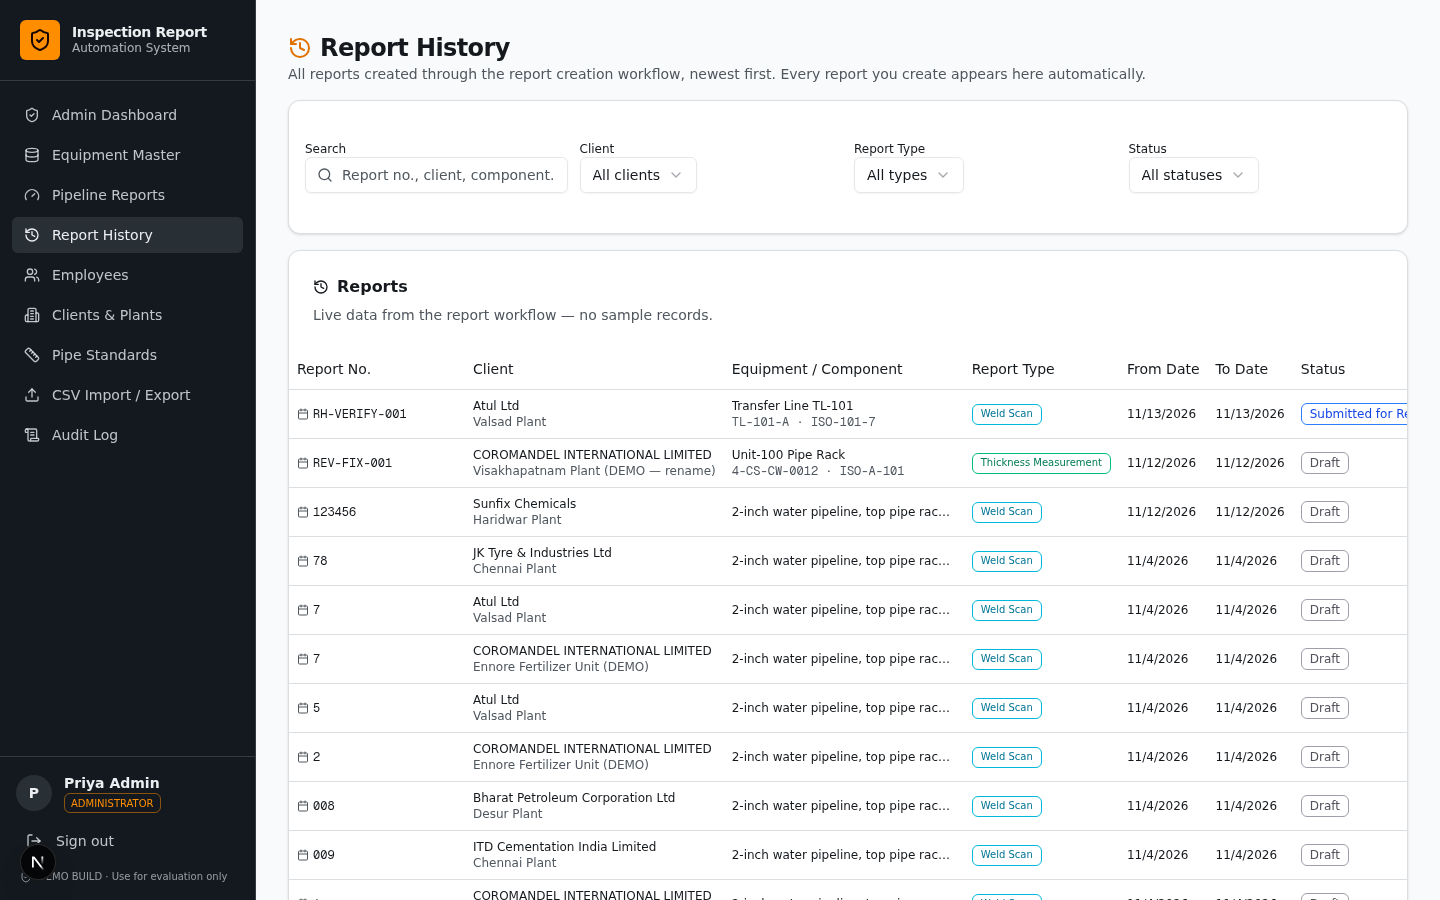 Inspection Report
Automation System
Admin Dashboard
Equipment Master
Pipeline Reports
Report History
Employees
Clients & Plants
Pipe Standards
CSV Import / Export
Audit Log
P
Priya Admin
ADMINISTRATOR
Sign out
N
EMO BUILD · Use for evaluation only
Report History
All reports created through the report creation workflow, newest first. Every report you create appears here automatically.
Search Client Report Type Status
Report no., client, component. All clients All types All statuses
Reports
Live data from the report workflow — no sample records.
Report No. Client Equipment / Component Report Type From Date To Date Status
RH-VERIFY-001 Atul Ltd Transfer Line TL-101 Weld Scan 11/13/2026 11/13/2026 Submitted for Re
Valsad Plant TL-101-A · ISO-101-7
REV-FIX-001 COROMANDEL INTERNATIONAL LIMITED Unit-100 Pipe Rack Thickness Measurement 11/12/2026 11/12/2026 Draft
Visakhapatnam Plant (DEMO — rename) 4-CS-CW-0012 · ISO-A-101
123456 Sunfix Chemicals 2-inch water pipeline, top pipe rac... Weld Scan 11/12/2026 11/12/2026 Draft
Haridwar Plant
78 JK Tyre & Industries Ltd 2-inch water pipeline, top pipe rac... Weld Scan 11/4/2026 11/4/2026 Draft
Chennai Plant
7 Atul Ltd 2-inch water pipeline, top pipe rac... Weld Scan 11/4/2026 11/4/2026 Draft
Valsad Plant
7 COROMANDEL INTERNATIONAL LIMITED 2-inch water pipeline, top pipe rac... Weld Scan 11/4/2026 11/4/2026 Draft
Ennore Fertilizer Unit (DEMO)
5 Atul Ltd 2-inch water pipeline, top pipe rac... Weld Scan 11/4/2026 11/4/2026 Draft
Valsad Plant
2 COROMANDEL INTERNATIONAL LIMITED 2-inch water pipeline, top pipe rac... Weld Scan 11/4/2026 11/4/2026 Draft
Ennore Fertilizer Unit (DEMO)
008 Bharat Petroleum Corporation Ltd 2-inch water pipeline, top pipe rac... Weld Scan 11/4/2026 11/4/2026 Draft
Desur Plant
009 ITD Cementation India Limited 2-inch water pipeline, top pipe rac... Weld Scan 11/4/2026 11/4/2026 Draft
Chennai Plant
COROMANDEL INTERNATIONAL LIMITED